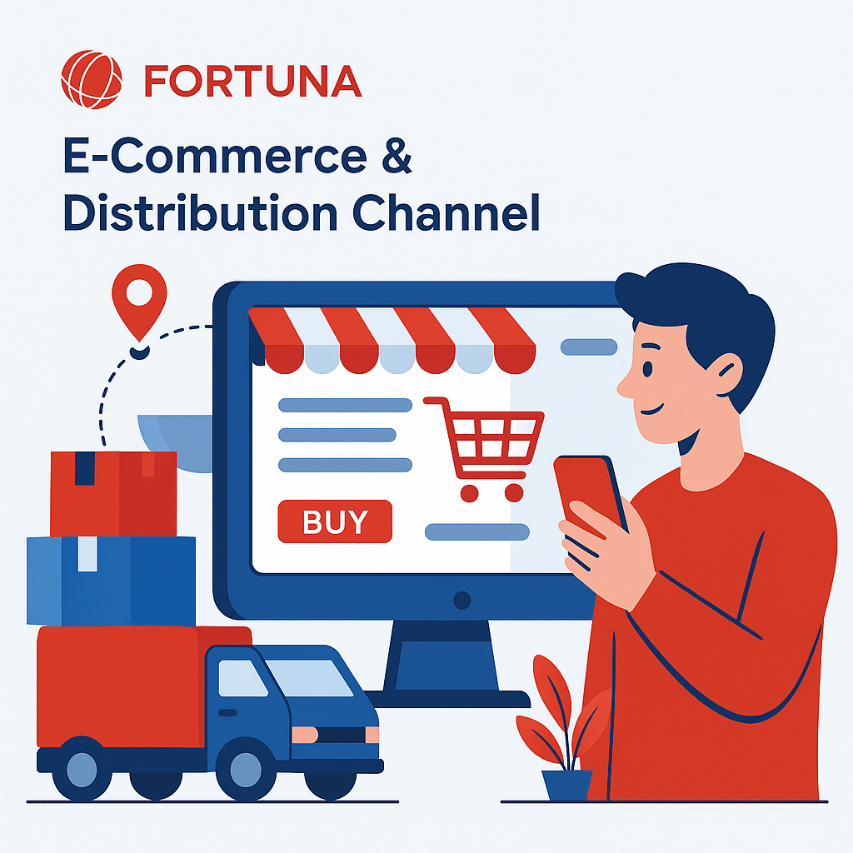 FORTUNA
E-Commerce &
Distribution Channel
BUY